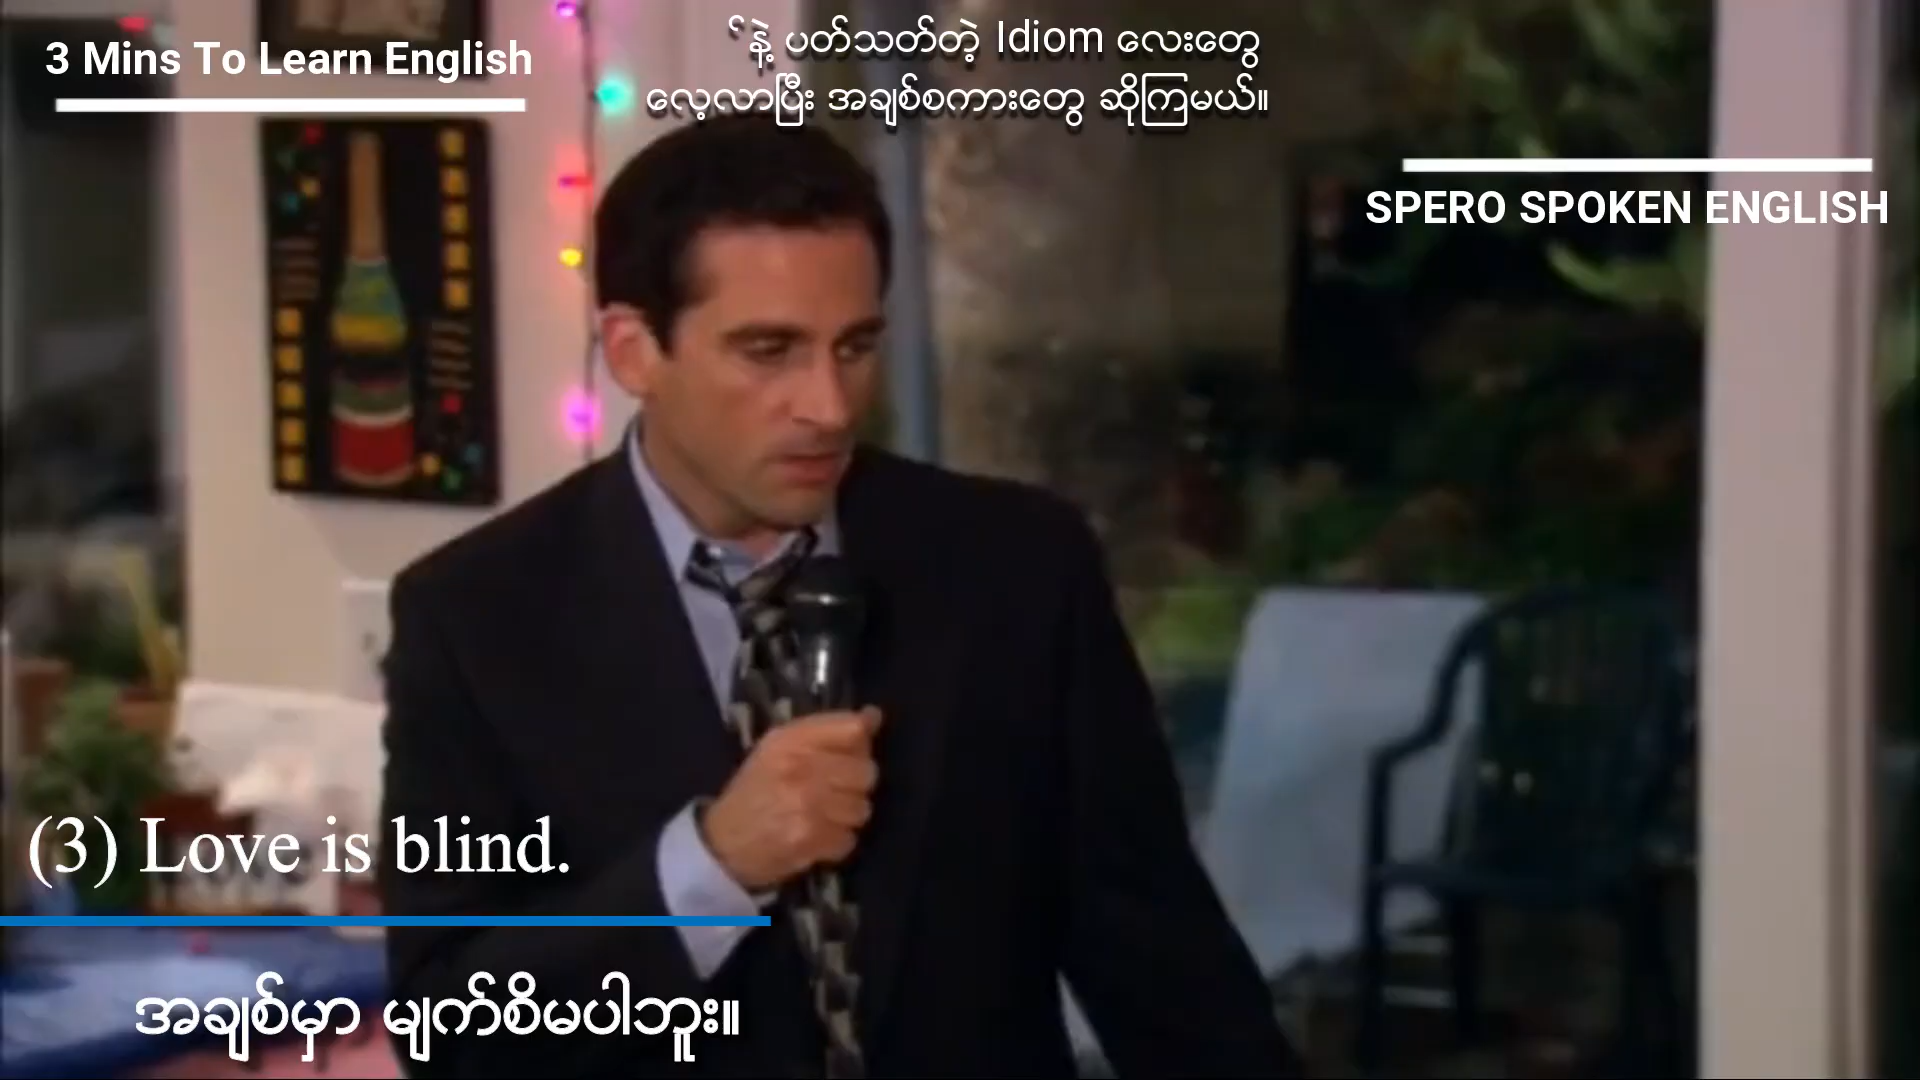 3 Mins To Learn English
နဲ့ ပတ်သတ်တဲ့ Idiom လေးတွေ
လေ့လာပြီး အချစ်စကားတွေ ဆိုကြမယ်။
SPERO SPOKEN ENGLISH
(3) Love is blind.
အချစ်မှာ မျက်စိမပါဘူး။